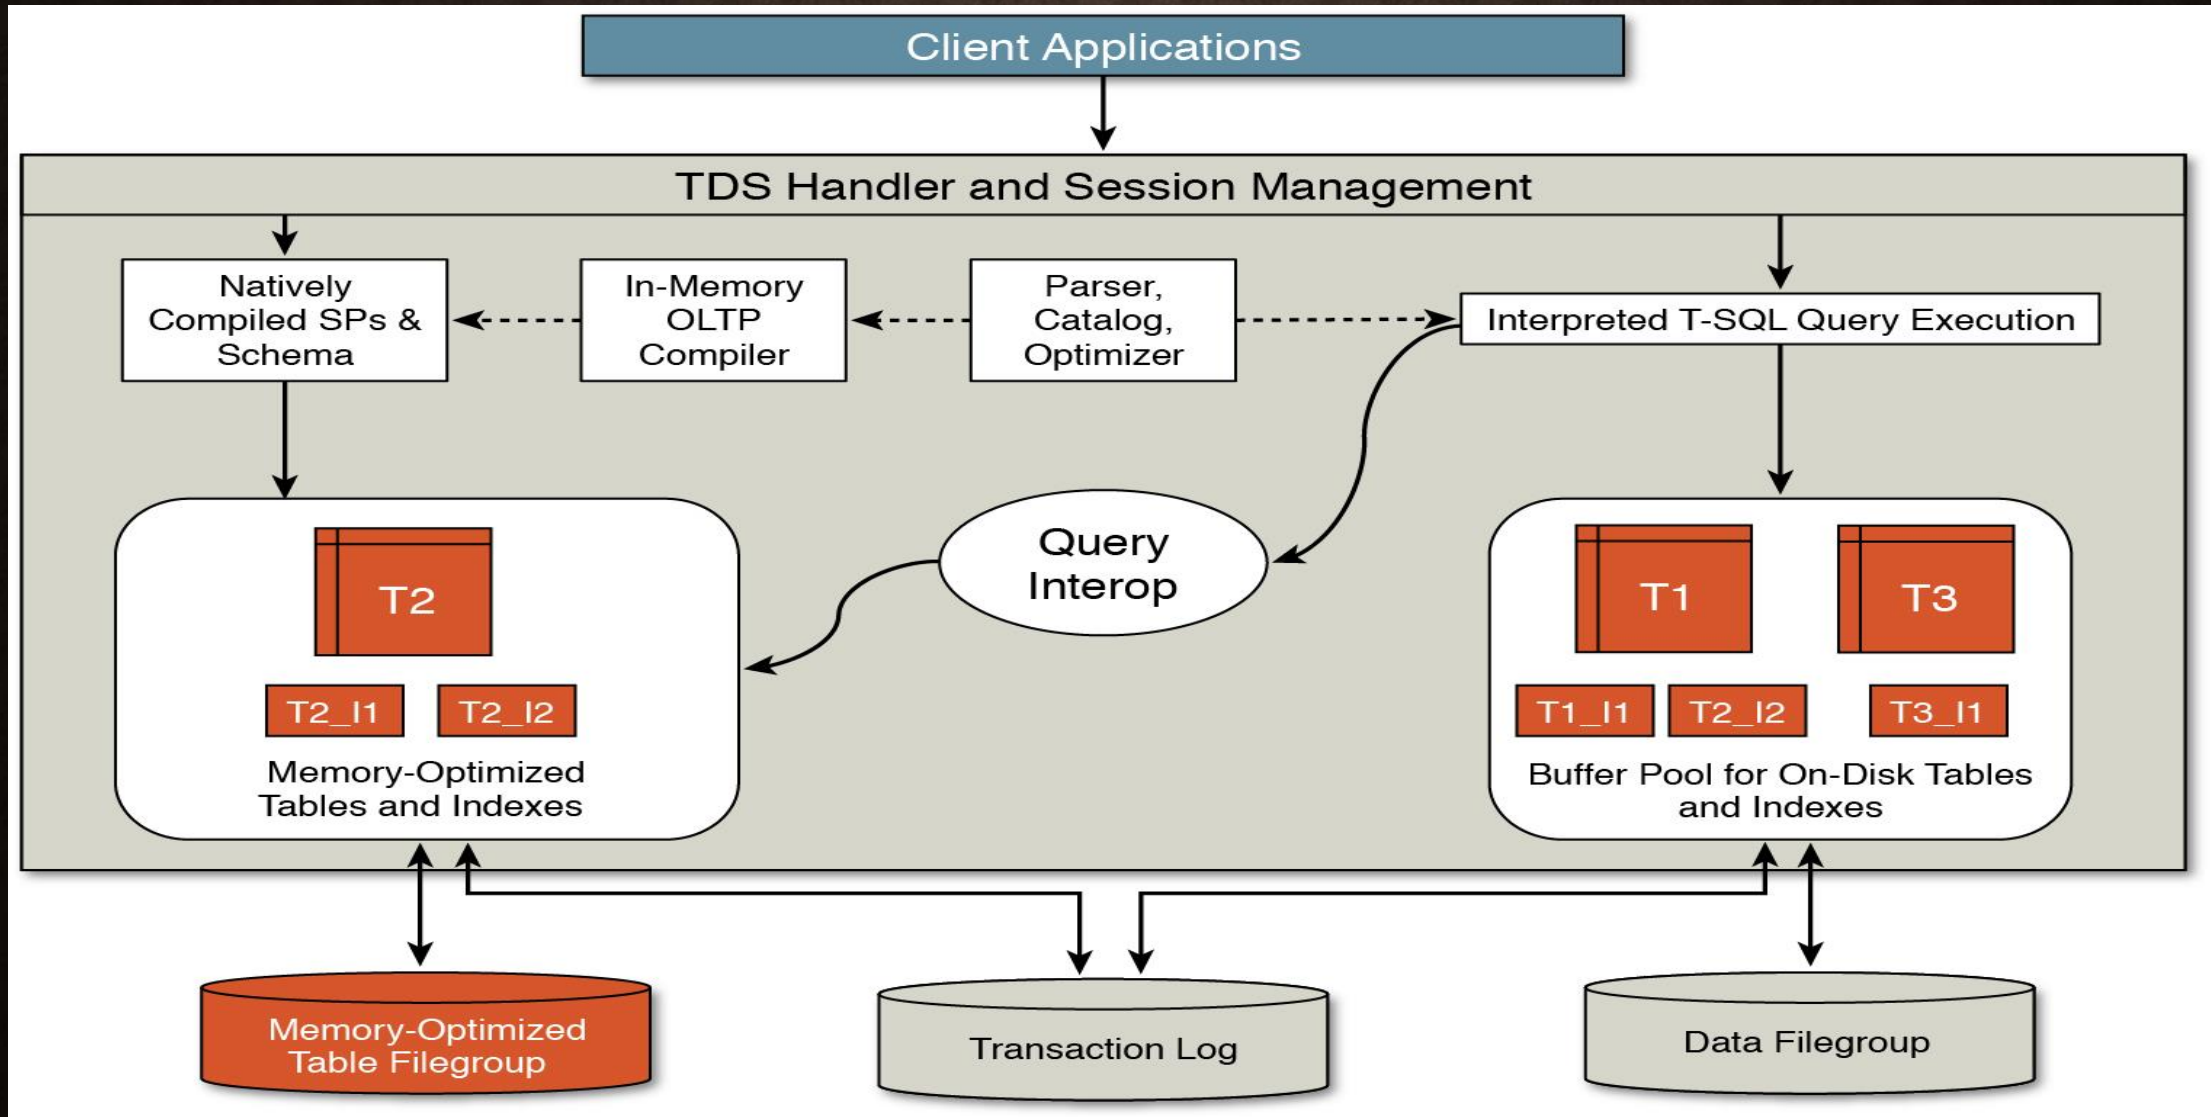 Client Applications
TDS Handler and Session Management
Natively
Compiled SPs &
Schema
In-Memory
OLTP
Compiler
Parser,
Catalog,
Optimizer
Interpreted T-SQL Query Execution
Query
Interop
T2
T2_I1
T2_I2
Memory-Optimized
Tables and Indexes
T1
T3
T1_I1
T2_I2
T3_I1
Buffer Pool for On-Disk Tables
and Indexes
Memory-Optimized
Table Filegroup
Transaction Log
Data Filegroup